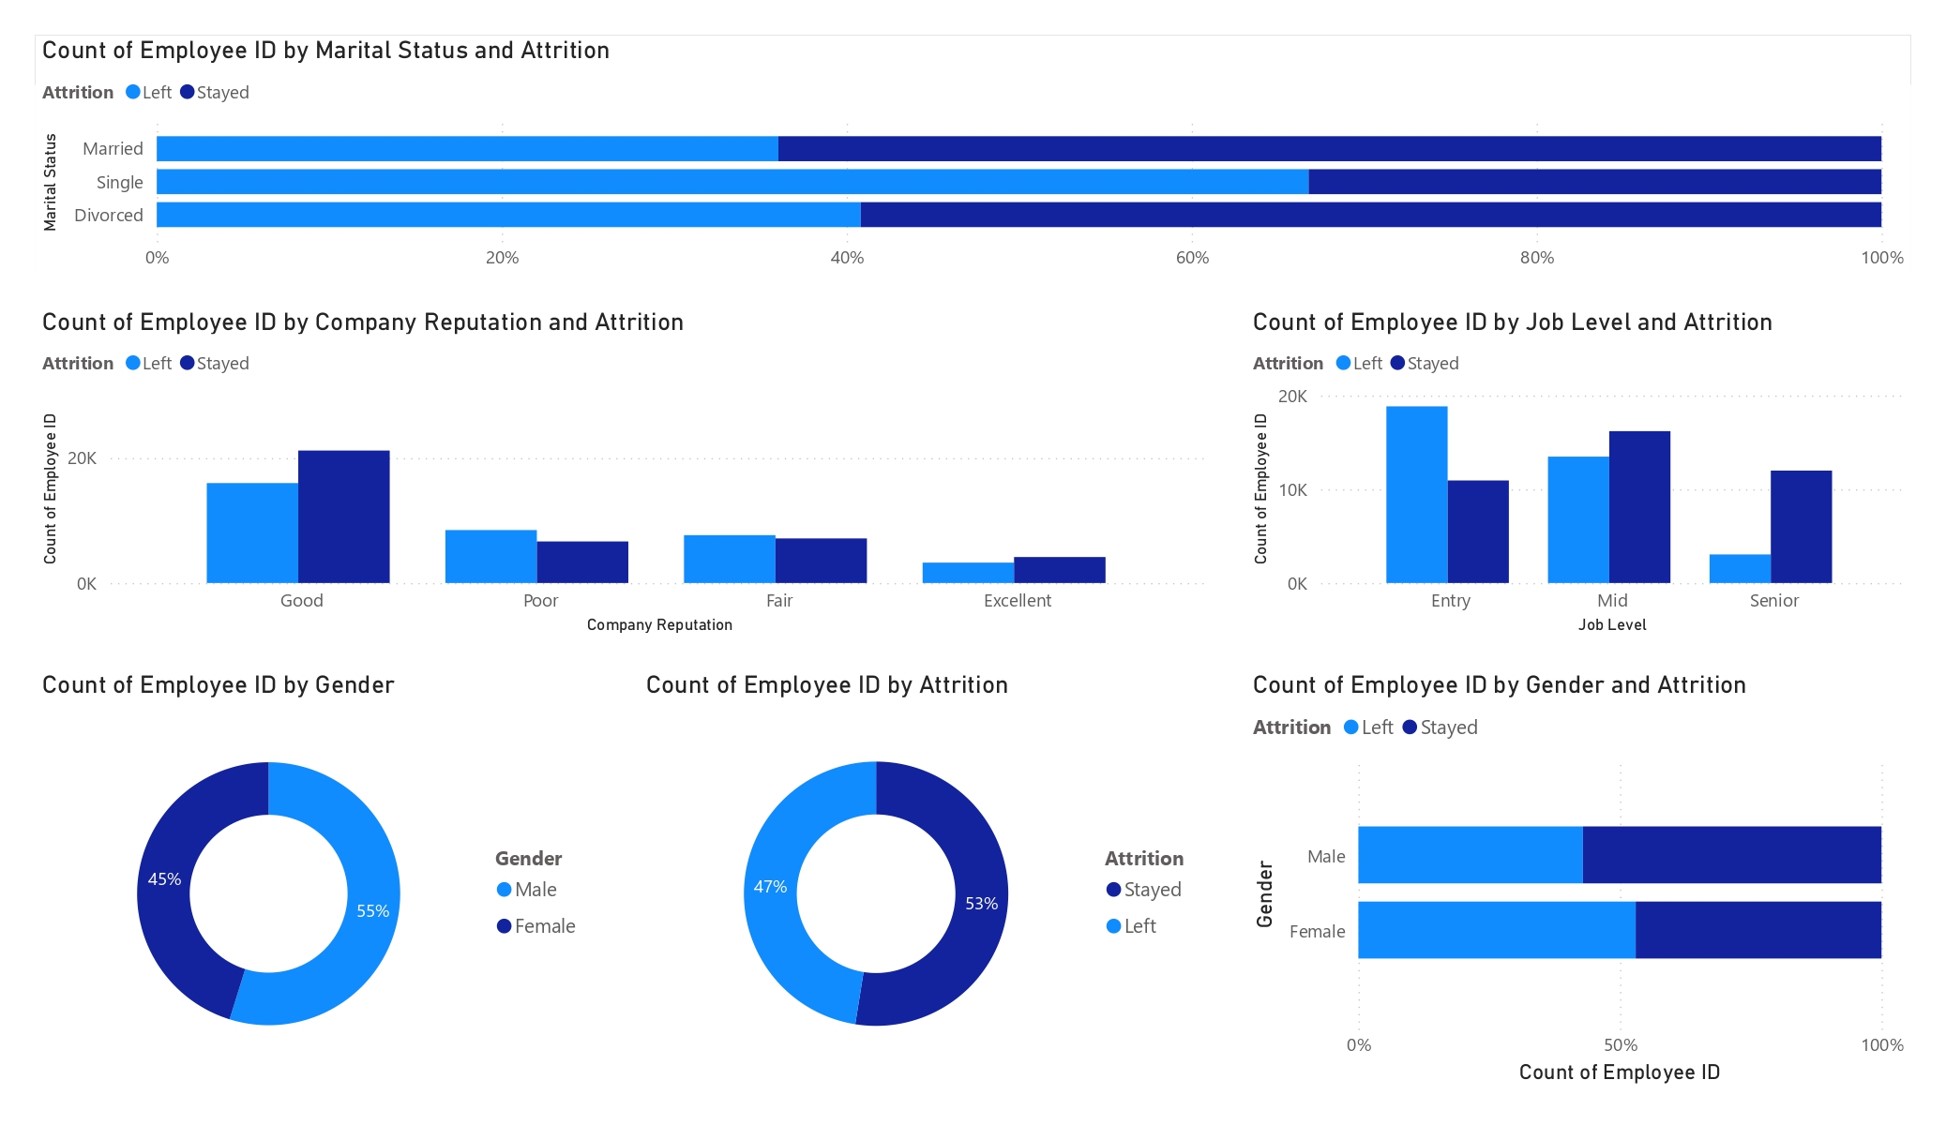 Count of Employee ID by Marital Status and Attrition
Attrition Left Stayed
Marital Status
Married
Single
Divorced
0% 20% 40% 60% 80% 100%
Count of Employee ID by Company Reputation and Attrition
Attrition Left Stayed
Count of Employee ID
20K
0K
Good Poor Fair Excellent
Company Reputation
Count of Employee ID by Job Level and Attrition
Attrition Left Stayed
Count of Employee ID
20K
10K
0K
Entry Mid Senior
Job Level
Count of Employee ID by Gender
45%
55%
Gender
Male
Female
Count of Employee ID by Attrition
47%
53%
Attrition
Stayed
Left
Count of Employee ID by Gender and Attrition
Attrition Left Stayed
Gender
Male
Female
0% 50% 100%
Count of Employee ID